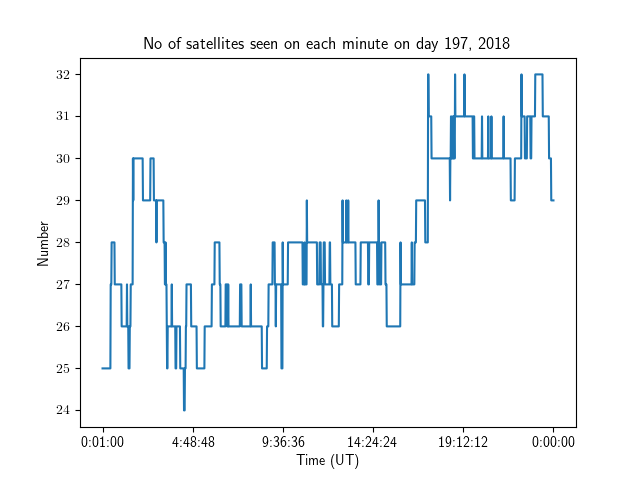 No of satellites seen on each minute on day 197, 2018
32
31
30
29
28
27
26
25
24
Number
0:01:00 4:48:48 9:36:36 14:24:24 19:12:12 0:00:00
Time (UT)